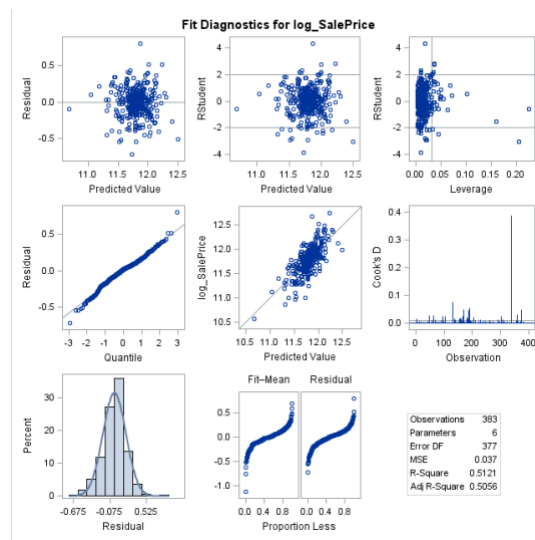 Fit Diagnostics for log_SalePrice
Residual
0.5
0.0
-0.5
11.0 11.5 12.0 12.5
Predicted Value
RStudent
4
2
0
-2
-4
11.0 11.5 12.0 12.5
Predicted Value
RStudent
4
2
0
-2
-4
0.00 0.05 0.10 0.15 0.20
Leverage
Residual
0.5
0.0
-0.5
-3 -2 -1 0 1 2 3
Quantile
log_SalePrice
12.5
12.0
11.5
11.0
10.5
10.5 11.0 11.5 12.0 12.5
Predicted Value
Cook's D
0.4
0.3
0.2
0.1
0.0
0 100 200 300 400
Observation
Percent
30
20
10
0
-0.675 -0.075 0.525
Residual
Fit–Mean Residual
0.5
0.0
-0.5
-1.0
0.0 0.4 0.8 0.0 0.4 0.8
Proportion Less
Observations 383
Parameters 6
Error DF 377
MSE 0.037
R-Square 0.5121
Adj R-Square 0.5056